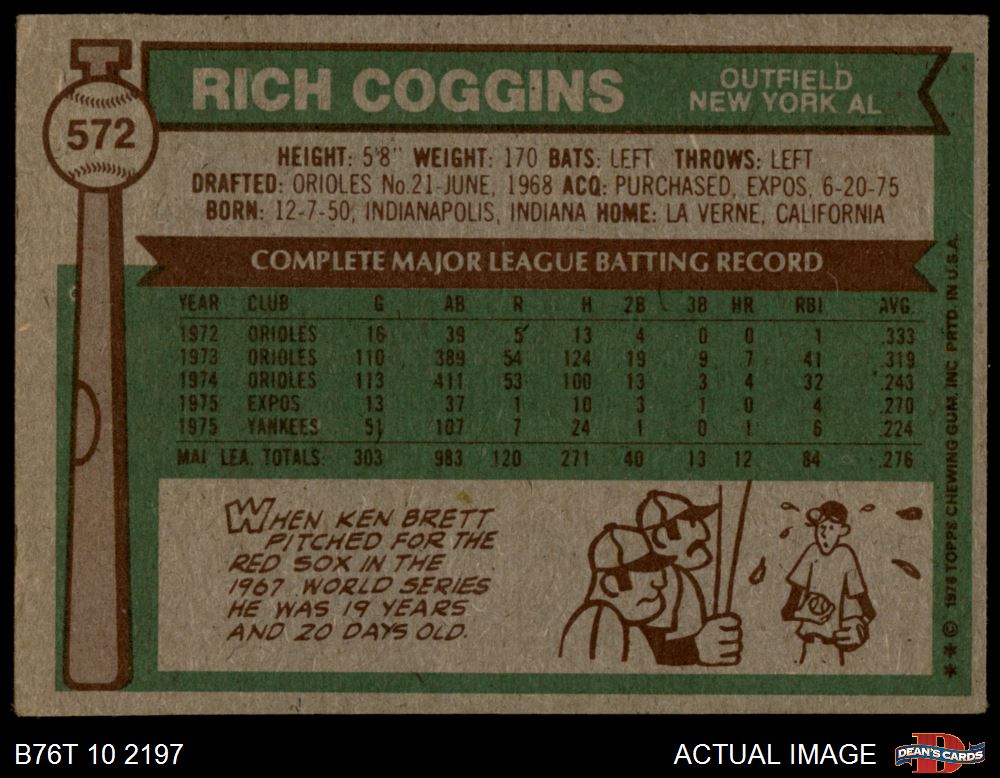 572
RICH COGGINS
OUTFIELD
NEW YORK AL
HEIGHT: 5'8" WEIGHT: 170 BATS: LEFT THROWS: LEFT
DRAFTED: ORIOLES No.21-JUNE, 1968 ACQ: PURCHASED, EXPOS, 6-20-75
BORN: 12-7-50, INDIANAPOLIS, INDIANA HOME: LA VERNE, CALIFORNIA
COMPLETE MAJOR LEAGUE BATTING RECORD
YEAR CLUB G AB R H 2B 3B HR RBI AVG.
1972 ORIOLES 16 39 5 13 4 0 0 1 .333
1973 ORIOLES 110 389 54 124 19 9 7 41 .319
1974 ORIOLES 113 411 53 100 13 3 4 32 .243
1975 EXPOS 13 37 1 10 3 1 0 4 .270
1975 YANKEES 51 107 7 24 1 0 1 6 .224
MAJ. LEA. TOTALS 303 983 120 271 40 13 12 84 .276
WHEN KEN BRETT
PITCHED FOR THE
RED SOX IN THE
1967 WORLD SERIES
HE WAS 19 YEARS
AND 20 DAYS OLD.
** © 1976 TOPPS CHEWING GUM, INC. PRTD. IN U.S.A.
B76T 10 2197
ACTUAL IMAGE
DEAN'S CARDS